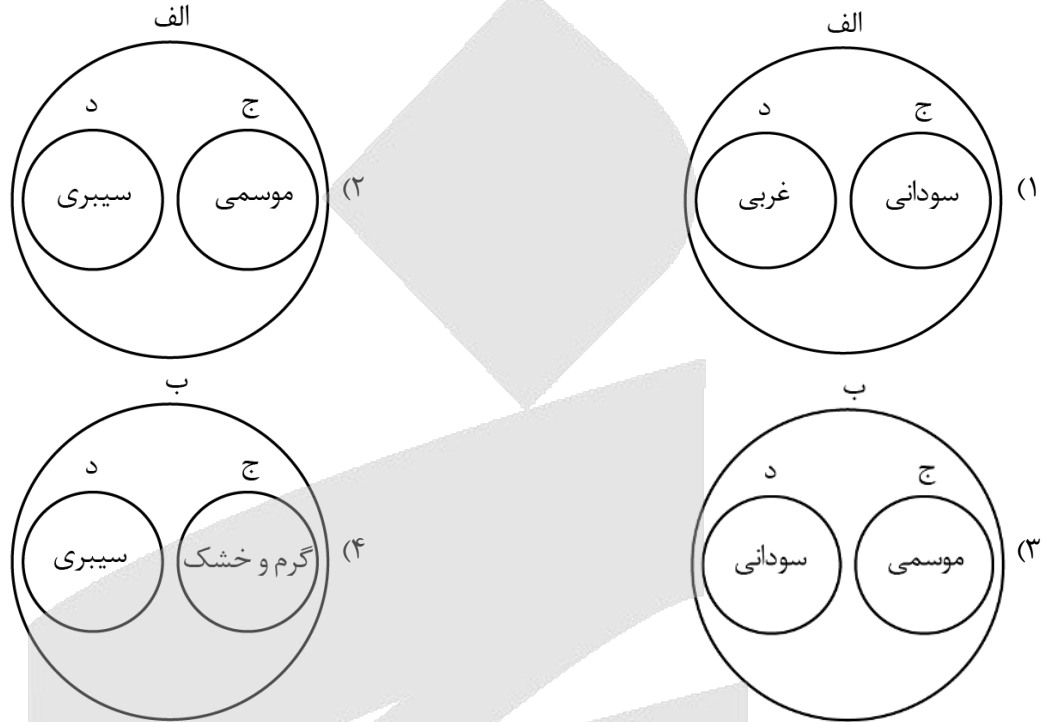 الف
ج
د
۱) سودانی غربی
الف
ج
د
۲) موسمی سیبری
ب
ج
د
۳) موسمی سودانی
ب
ج
د
۴) گرم و خشک سیبری